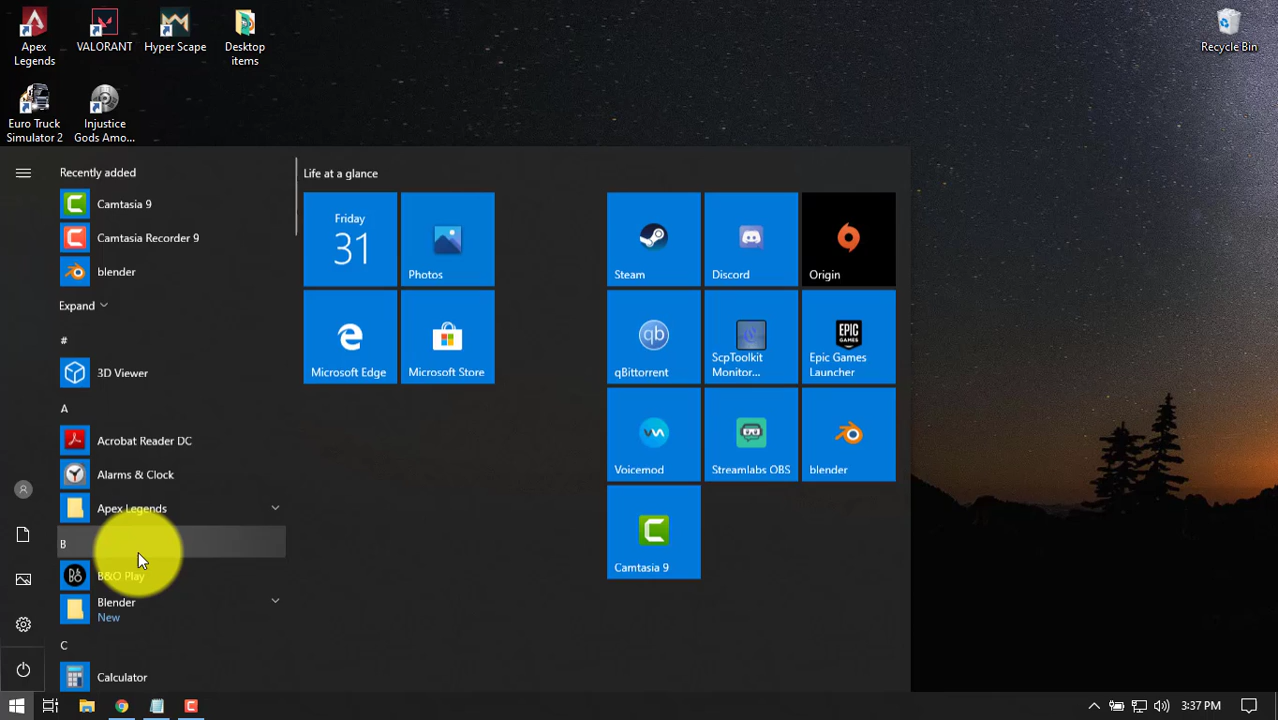 Apex
Legends
VALORANT
Hyper Scape
Desktop
items
Recycle Bin
Euro Truck
Simulator 2
Injustice
Gods Amo...
Recently added
Camtasia 9
Camtasia Recorder 9
blender
Expand
#
3D Viewer
A
Acrobat Reader DC
Alarms & Clock
Apex Legends
B
B&O Play
Blender
New
C
Calculator
Life at a glance
Friday
31
Photos
Microsoft Edge
Microsoft Store
Steam
Discord
Origin
qb
qBittorrent
ScpToolkit
Monitor...
EPIC
GAMES
Epic Games
Launcher
Voicemod
Streamlabs OBS
blender
Camtasia 9
3:37 PM